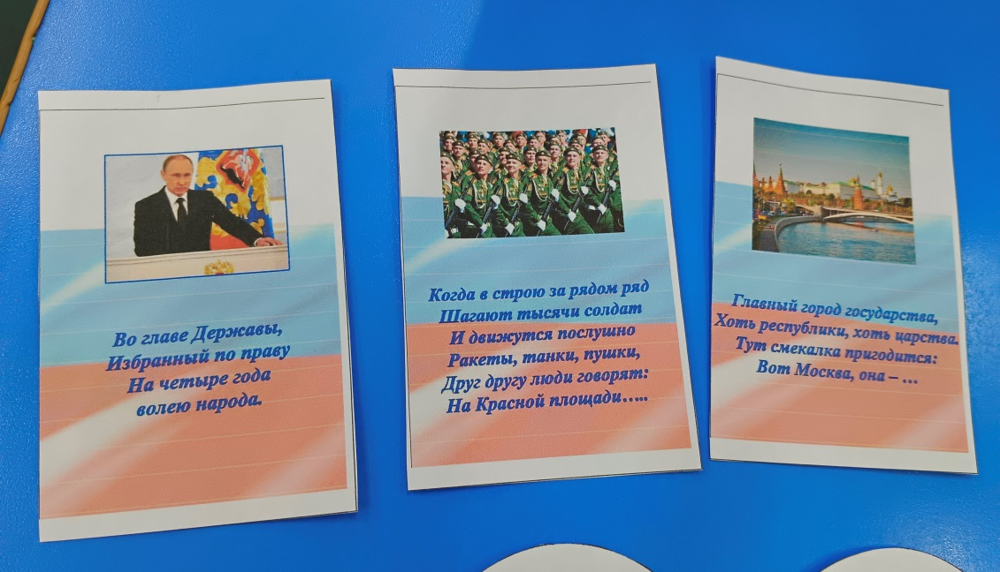 Во главе Державы,
Избранный по праву
На четыре года
волею народа.
Когда в строю за рядом ряд
Шагают тысячи солдат
И движутся послушно
Ракеты, танки, пушки,
Друг другу люди говорят:
На Красной площади…..
Главный город государства,
Хоть республики, хоть царства.
Тут смекалка пригодится:
Вот Москва, она – …